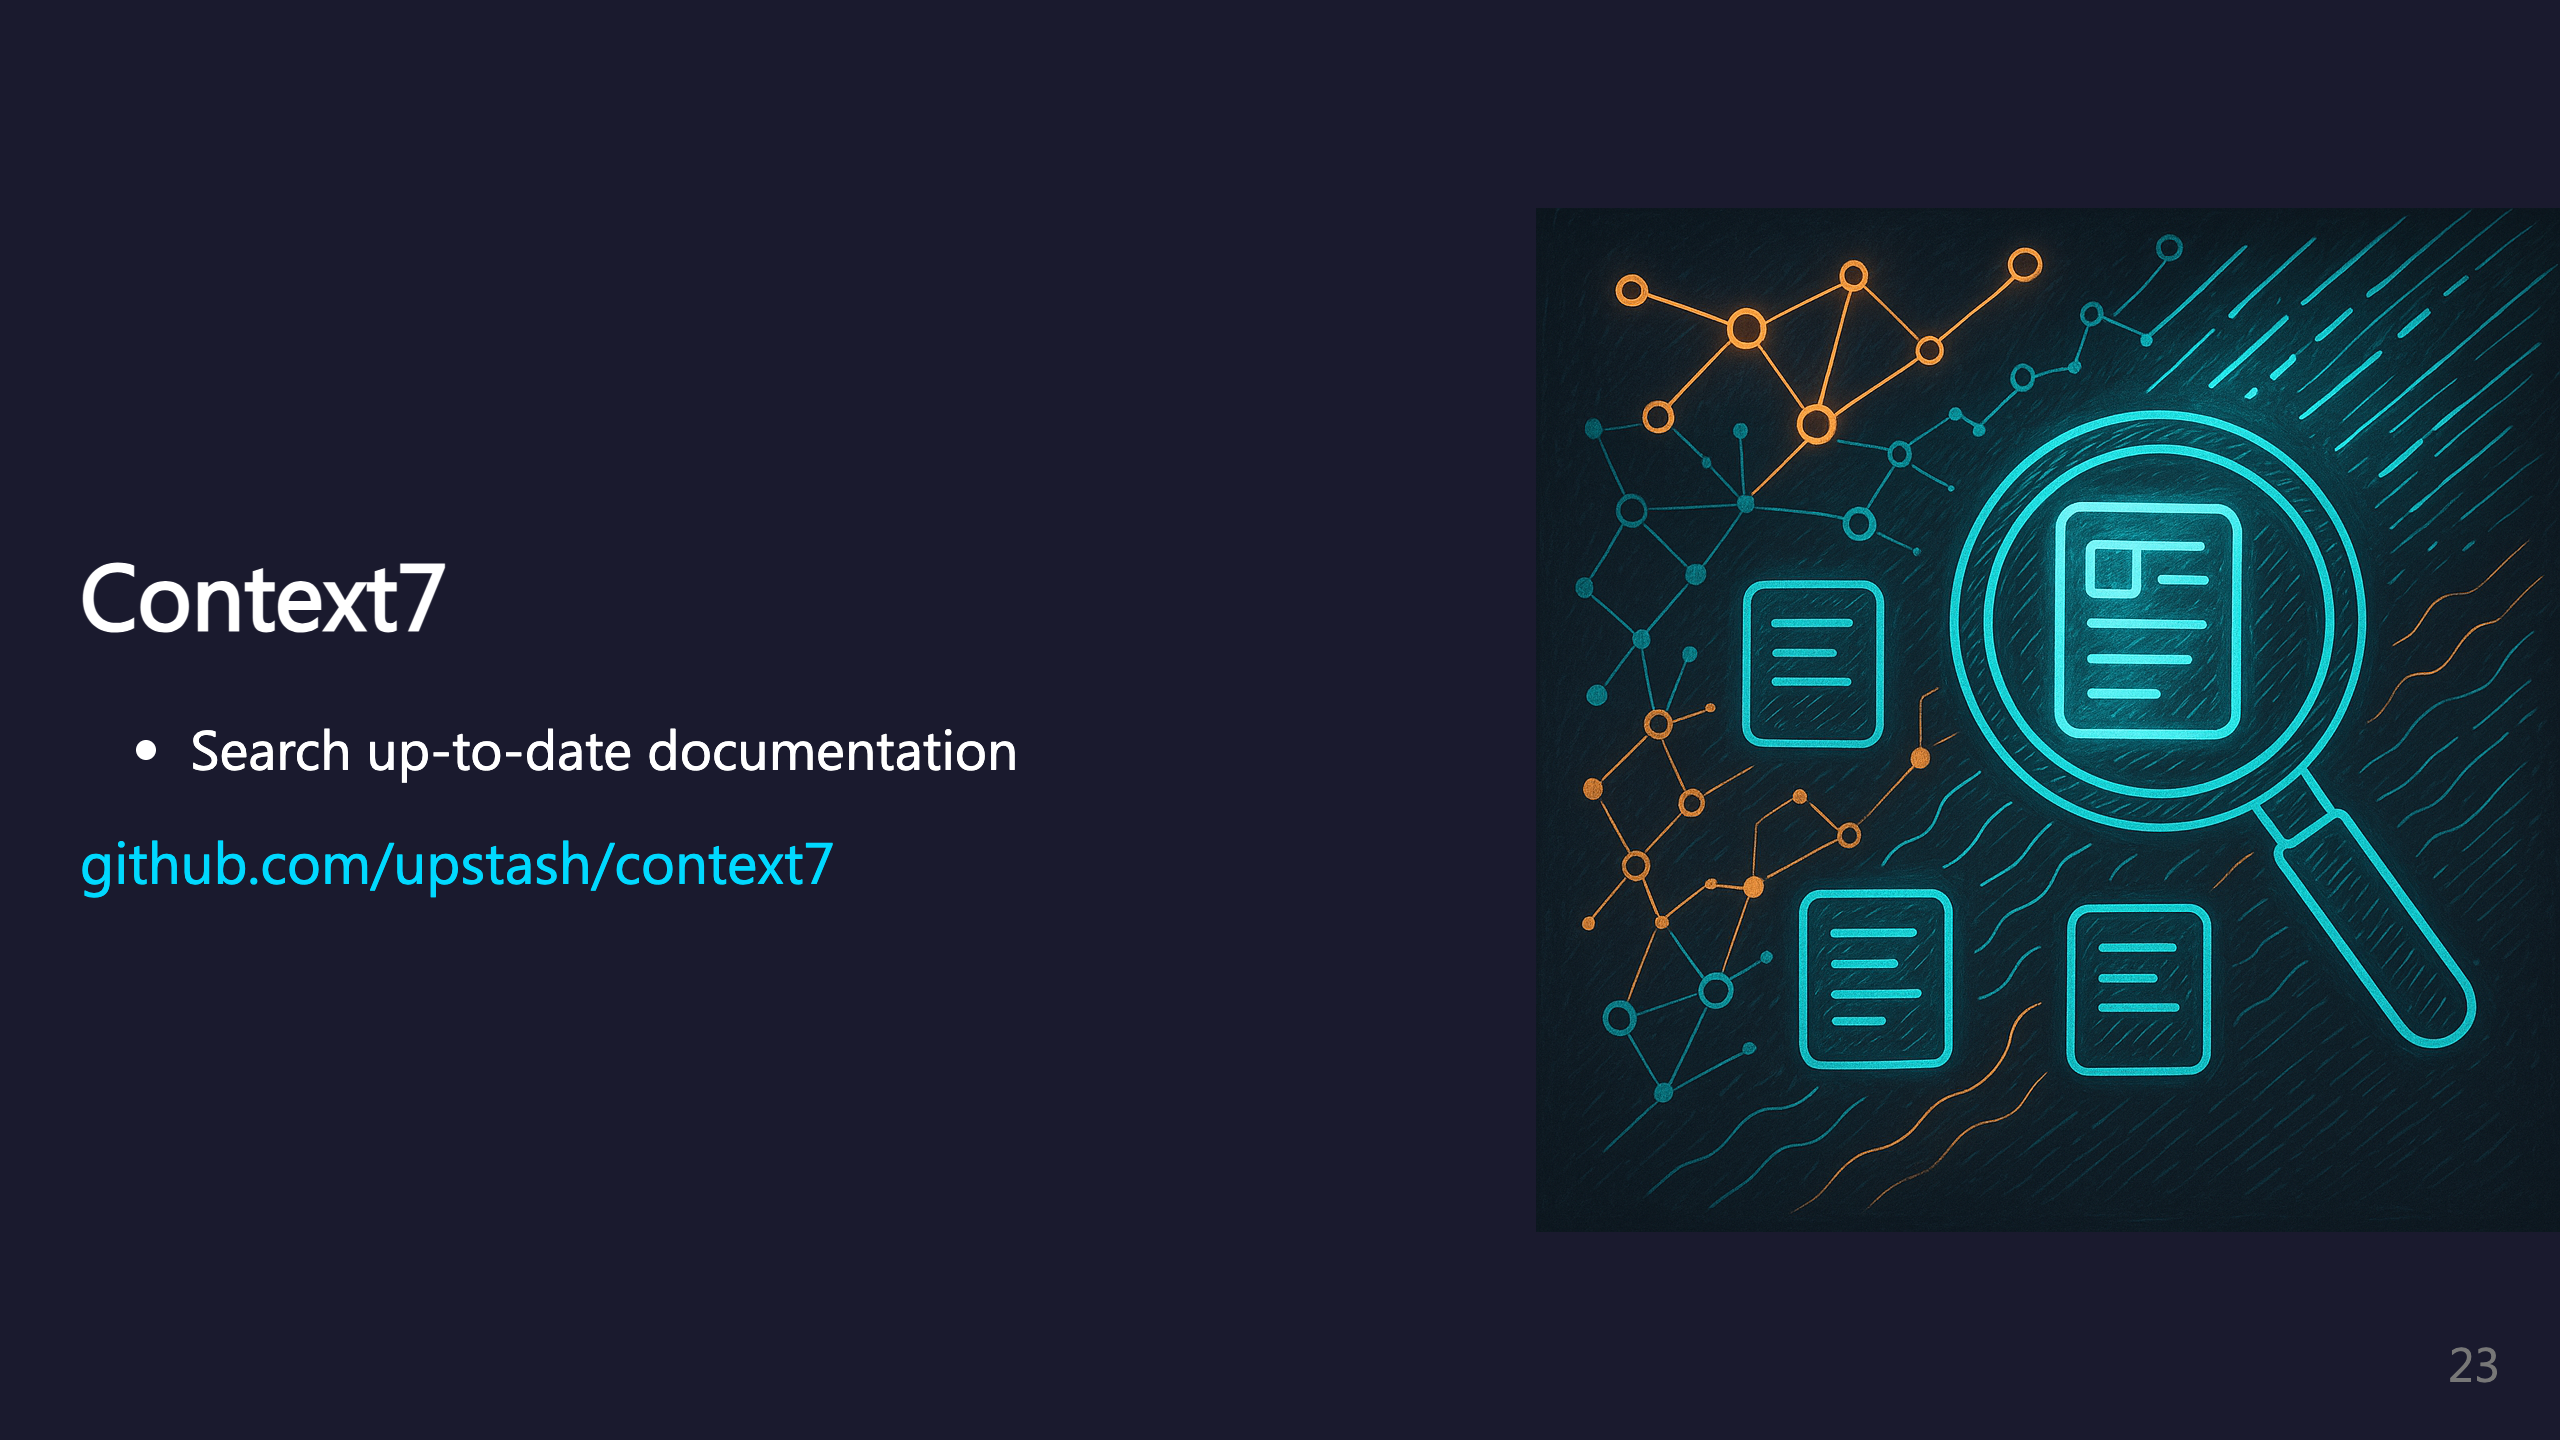 Context7
• Search up-to-date documentation
github.com/upstash/context7
23